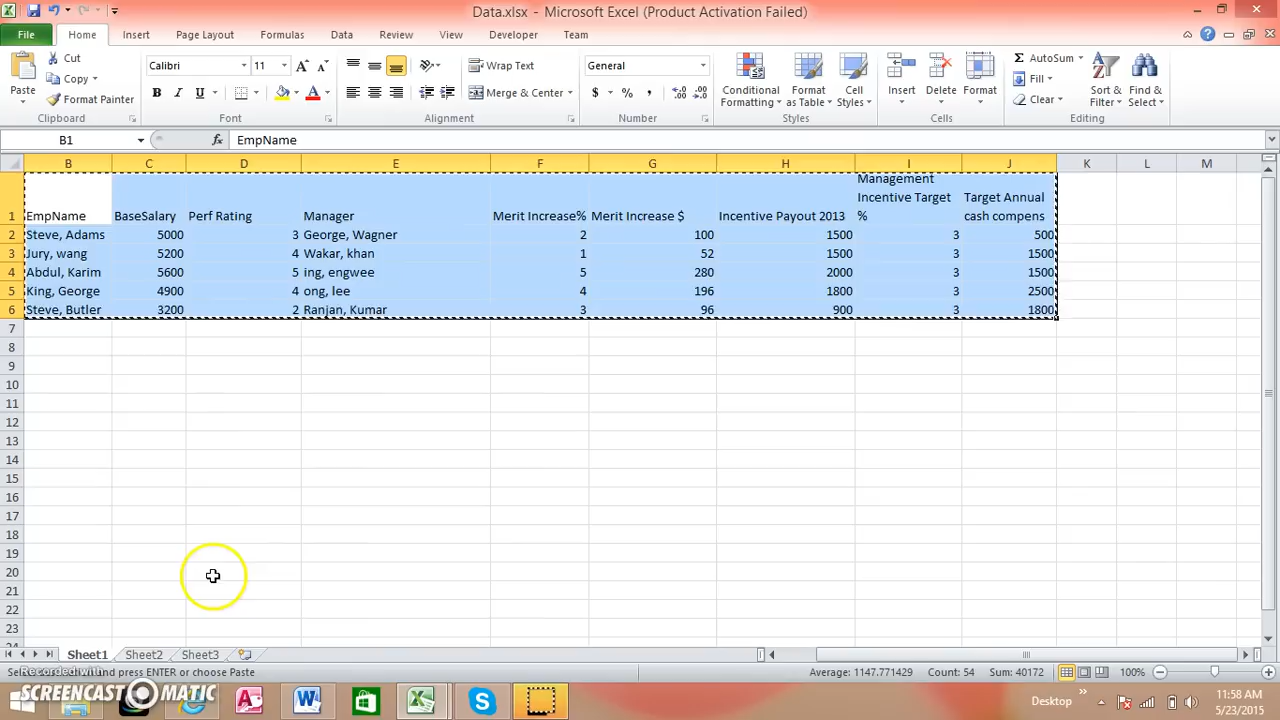 Data.xlsx - Microsoft Excel (Product Activation Failed)
File Home Insert Page Layout Formulas Data Review View Developer Team
Paste
Cut
Copy
Format Painter
Clipboard
Calibri 11
B I U
Font
Wrap Text
Merge & Center
Alignment
General
$ % , .0 .00 .00 .0
Number
Conditional Formatting
Format as Table
Cell Styles
Styles
Insert Delete Format
Cells
AutoSum
Fill
Clear
Sort & Filter
Find & Select
Editing
B1 fx EmpName
B C D E F G H I J K L M
1 EmpName BaseSalary Perf Rating Manager Merit Increase% Merit Increase $ Incentive Payout 2013 Management Incentive Target % Target Annual cash compens
2 Steve, Adams 5000 3 George, Wagner 2 100 1500 3 500
3 Jury, wang 5200 4 Wakar, khan 1 52 1500 3 1500
4 Abdul, Karim 5600 5 ing, engwee 5 280 2000 3 1500
5 King, George 4900 4 ong, lee 4 196 1800 3 2500
6 Steve, Butler 3200 2 Ranjan, Kumar 3 96 900 3 1800
7
8
9
10
11
12
13
14
15
16
17
18
19
20
21
22
23
24
Sheet1 Sheet2 Sheet3
and press ENTER or choose Paste Average: 1147.771429 Count: 54 Sum: 40172 100%
Recorded with
SCREENCAST MATIC
Desktop
11:58 AM
5/23/2015